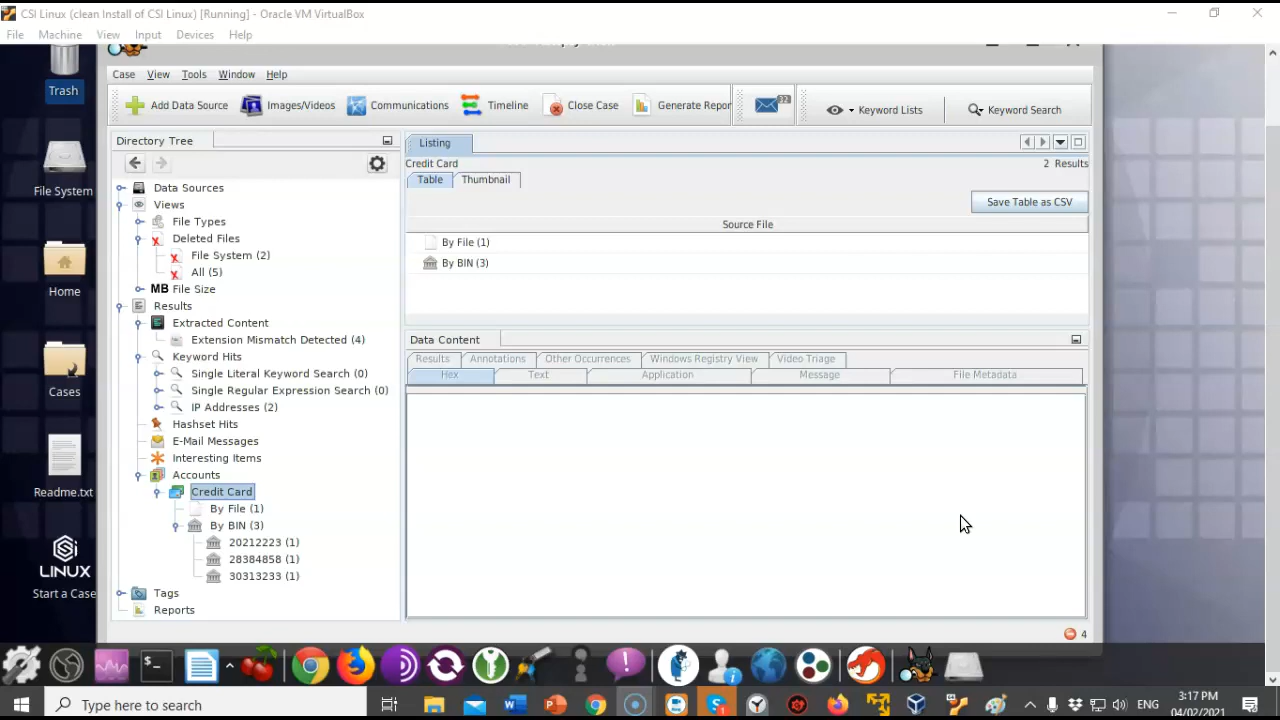 CSI Linux (clean Install of CSI Linux) [Running] - Oracle VM VirtualBox
File Machine View Input Devices Help
Case View Tools Window Help
Add Data Source Images/Videos Communications Timeline Close Case Generate Repor 32 Keyword Lists Keyword Search
Directory Tree
Data Sources
Views
File Types
Deleted Files
File System (2)
All (5)
MB File Size
Results
Extracted Content
Extension Mismatch Detected (4)
Keyword Hits
Single Literal Keyword Search (0)
Single Regular Expression Search (0)
IP Addresses (2)
Hashset Hits
E-Mail Messages
Interesting Items
Accounts
Credit Card
By File (1)
By BIN (3)
20212223 (1)
28384858 (1)
30313233 (1)
Tags
Reports
Listing
Credit Card 2 Results
Table Thumbnail
Save Table as CSV
Source File
By File (1)
By BIN (3)
Data Content
Results Annotations Other Occurrences Windows Registry View Video Triage
Hex Text Application Message File Metadata
4
Trash
File System
Home
Cases
Readme.txt
LINUX
Start a Case
Type here to search
ENG
3:17 PM
04/02/2021